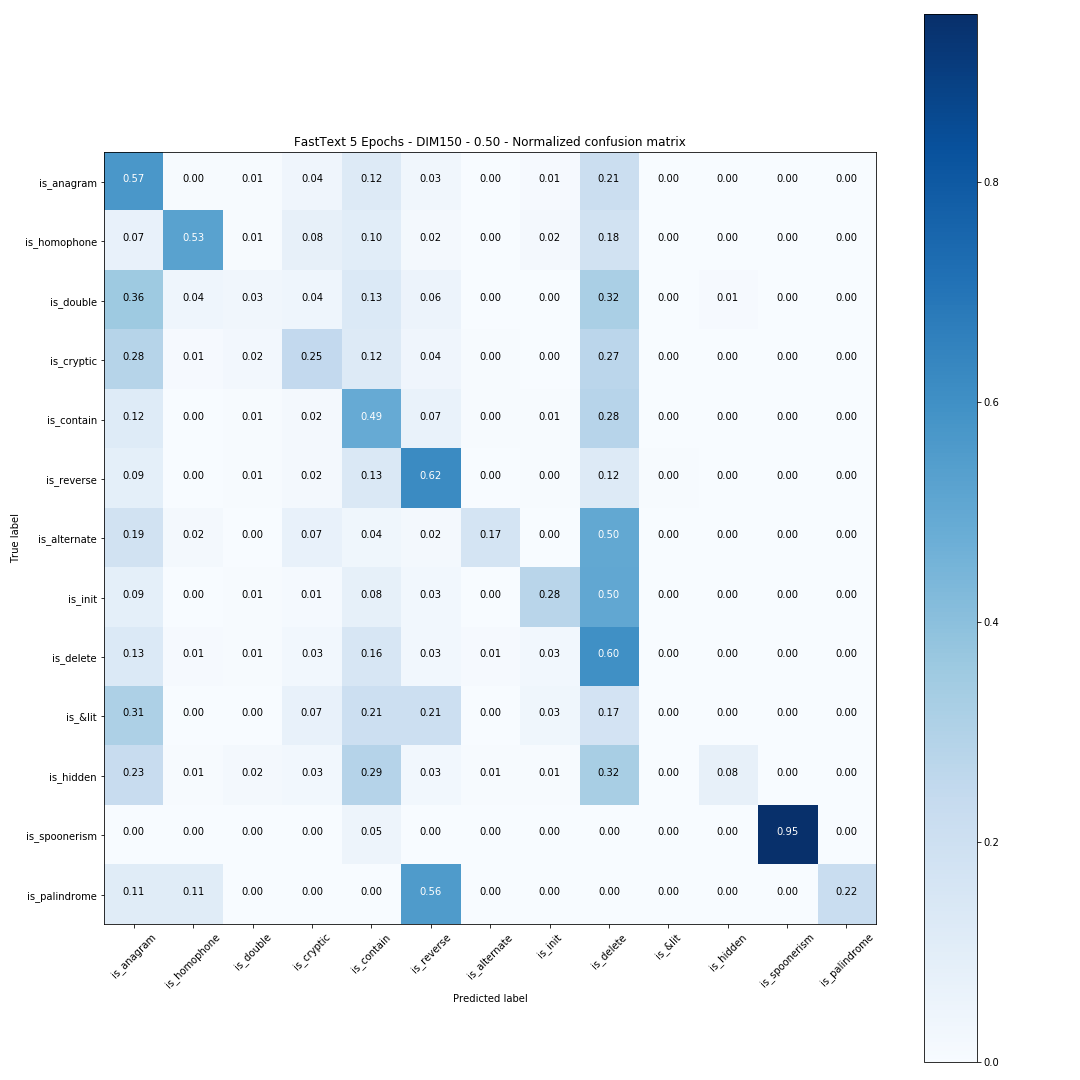 FastText 5 Epochs - DIM150 - 0.50 - Normalized confusion matrix
is_anagram 0.57 0.00 0.01 0.04 0.12 0.03 0.00 0.01 0.21 0.00 0.00 0.00 0.00
is_homophone 0.07 0.53 0.01 0.08 0.10 0.02 0.00 0.02 0.18 0.00 0.00 0.00 0.00
is_double 0.36 0.04 0.03 0.04 0.13 0.06 0.00 0.00 0.32 0.00 0.01 0.00 0.00
is_cryptic 0.28 0.01 0.02 0.25 0.12 0.04 0.00 0.00 0.27 0.00 0.00 0.00 0.00
is_contain 0.12 0.00 0.01 0.02 0.49 0.07 0.00 0.01 0.28 0.00 0.00 0.00 0.00
is_reverse 0.09 0.00 0.01 0.02 0.13 0.62 0.00 0.00 0.12 0.00 0.00 0.00 0.00
is_alternate 0.19 0.02 0.00 0.07 0.04 0.02 0.17 0.00 0.50 0.00 0.00 0.00 0.00
is_init 0.09 0.00 0.01 0.01 0.08 0.03 0.00 0.28 0.50 0.00 0.00 0.00 0.00
is_delete 0.13 0.01 0.01 0.03 0.16 0.03 0.01 0.03 0.60 0.00 0.00 0.00 0.00
is_&lit 0.31 0.00 0.00 0.07 0.21 0.21 0.00 0.03 0.17 0.00 0.00 0.00 0.00
is_hidden 0.23 0.01 0.02 0.03 0.29 0.03 0.01 0.01 0.32 0.00 0.08 0.00 0.00
is_spoonerism 0.00 0.00 0.00 0.00 0.05 0.00 0.00 0.00 0.00 0.00 0.00 0.95 0.00
is_palindrome 0.11 0.11 0.00 0.00 0.00 0.56 0.00 0.00 0.00 0.00 0.00 0.00 0.22
True label
is_anagram is_homophone is_double is_cryptic is_contain is_reverse is_alternate is_init is_delete is_&lit is_hidden is_spoonerism is_palindrome
Predicted label
0.8
0.6
0.4
0.2
0.0